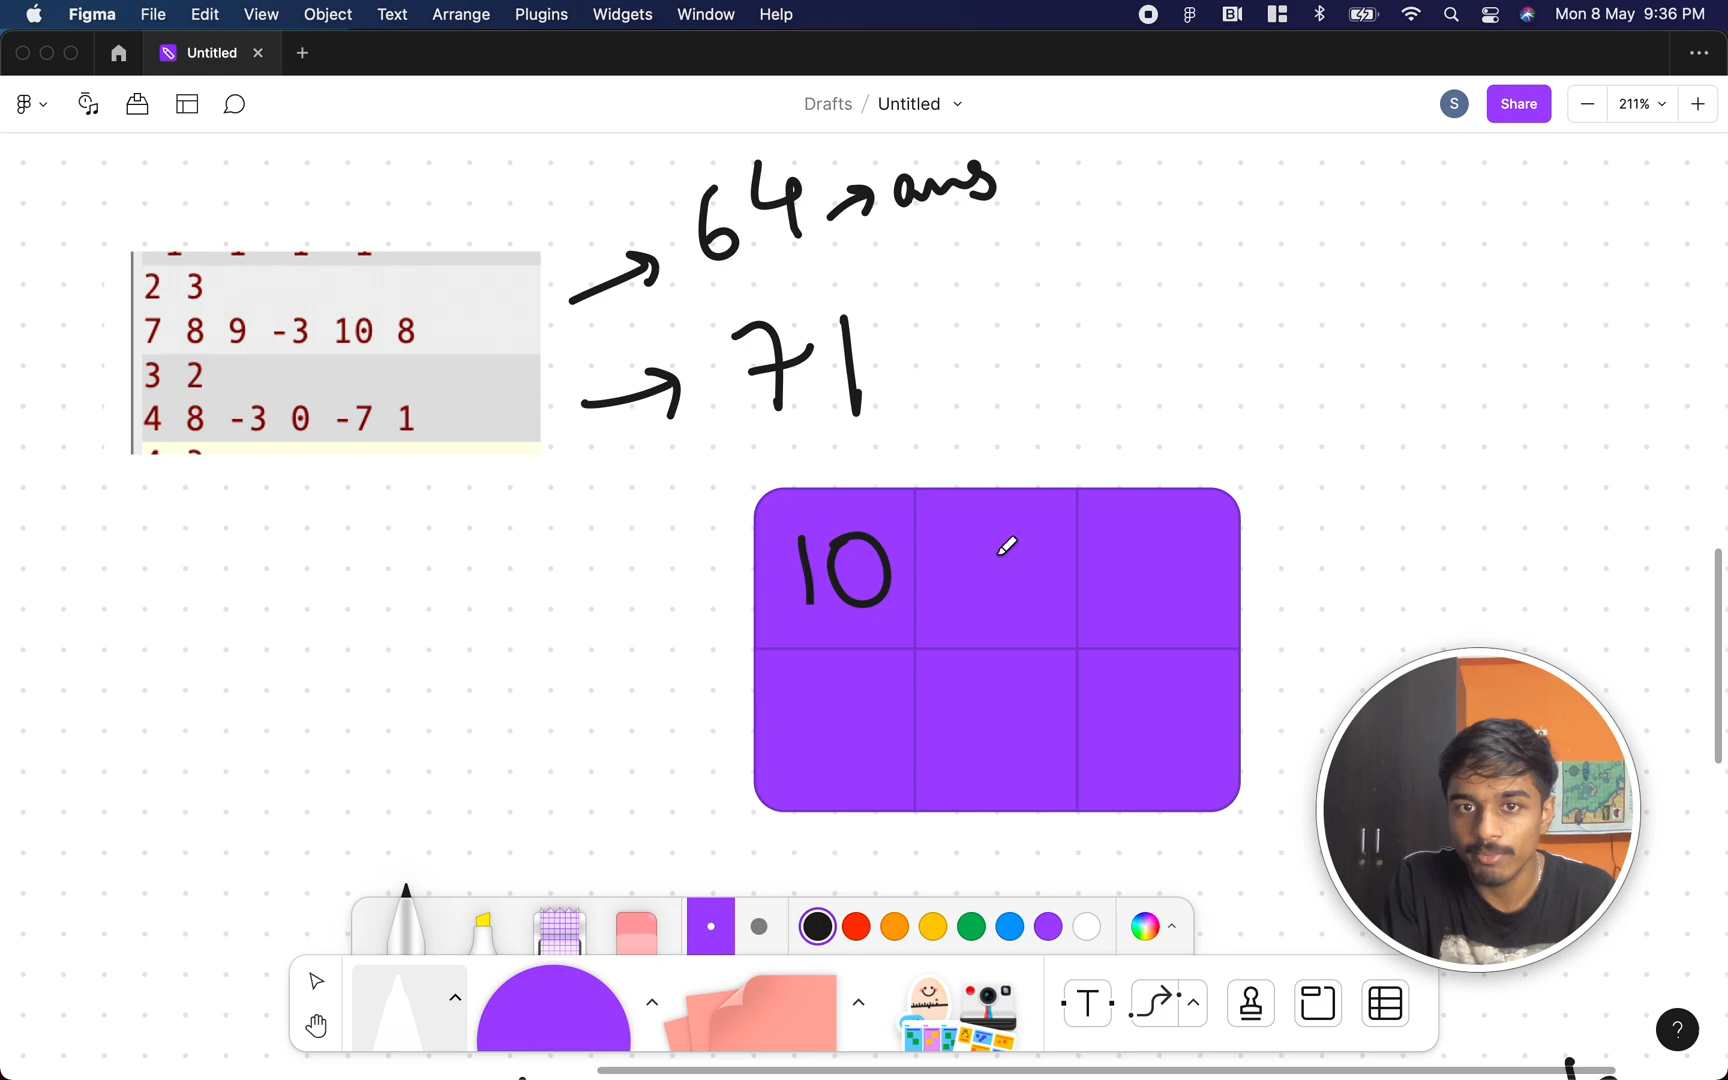 Figma File Edit View Object Text Arrange Plugins Widgets Window Help Mon 8 May 9:36 PM
Untitled
Drafts / Untitled S Share 211%
64 → ans
2 3
7 8 9 -3 10 8
71
3 2
4 8 -3 0 -7 1
10
T
?